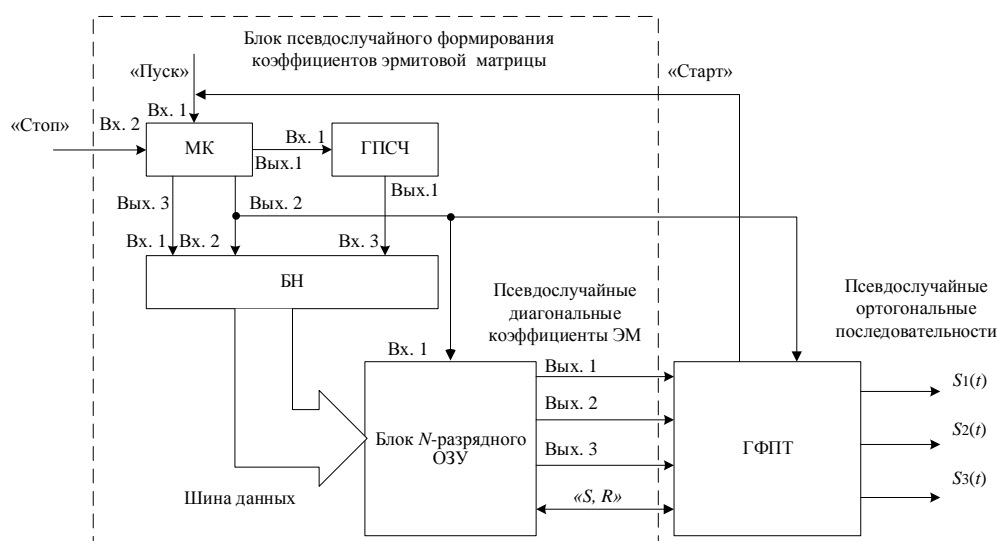 Блок псевдослучайного формирования
коэффициентов эрмитовой матрицы
«Пуск»
«Старт»
«Стоп»
Вх. 2
Вх. 1
МК
Вх. 1
Вых.1
ГПСЧ
Вых.1
Вых. 3
Вых. 2
Вх. 1
Вх. 2
Вх. 3
БН
Псевдослучайные
диагональные
коэффициенты ЭМ
Псевдослучайные
ортогональные
последовательности
Вх. 1
Вых. 1
Вых. 2
Вых. 3
«S, R»
Блок N-разрядного
ОЗУ
ГФПТ
S1(t)
S2(t)
S3(t)
Шина данных